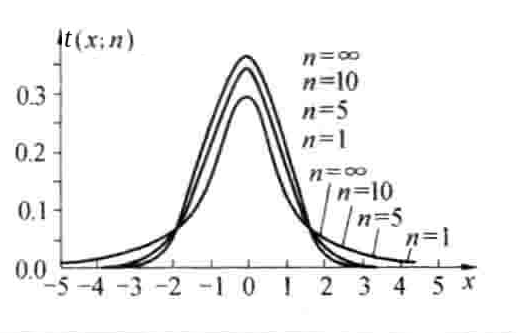 t(x;n)
n=∞
n=10
n=5
n=1
n=∞
n=10
n=5
n=1
0.3
0.2
0.1
0.0
-5 -4 -3 -2 -1 0 1 2 3 4 5 x